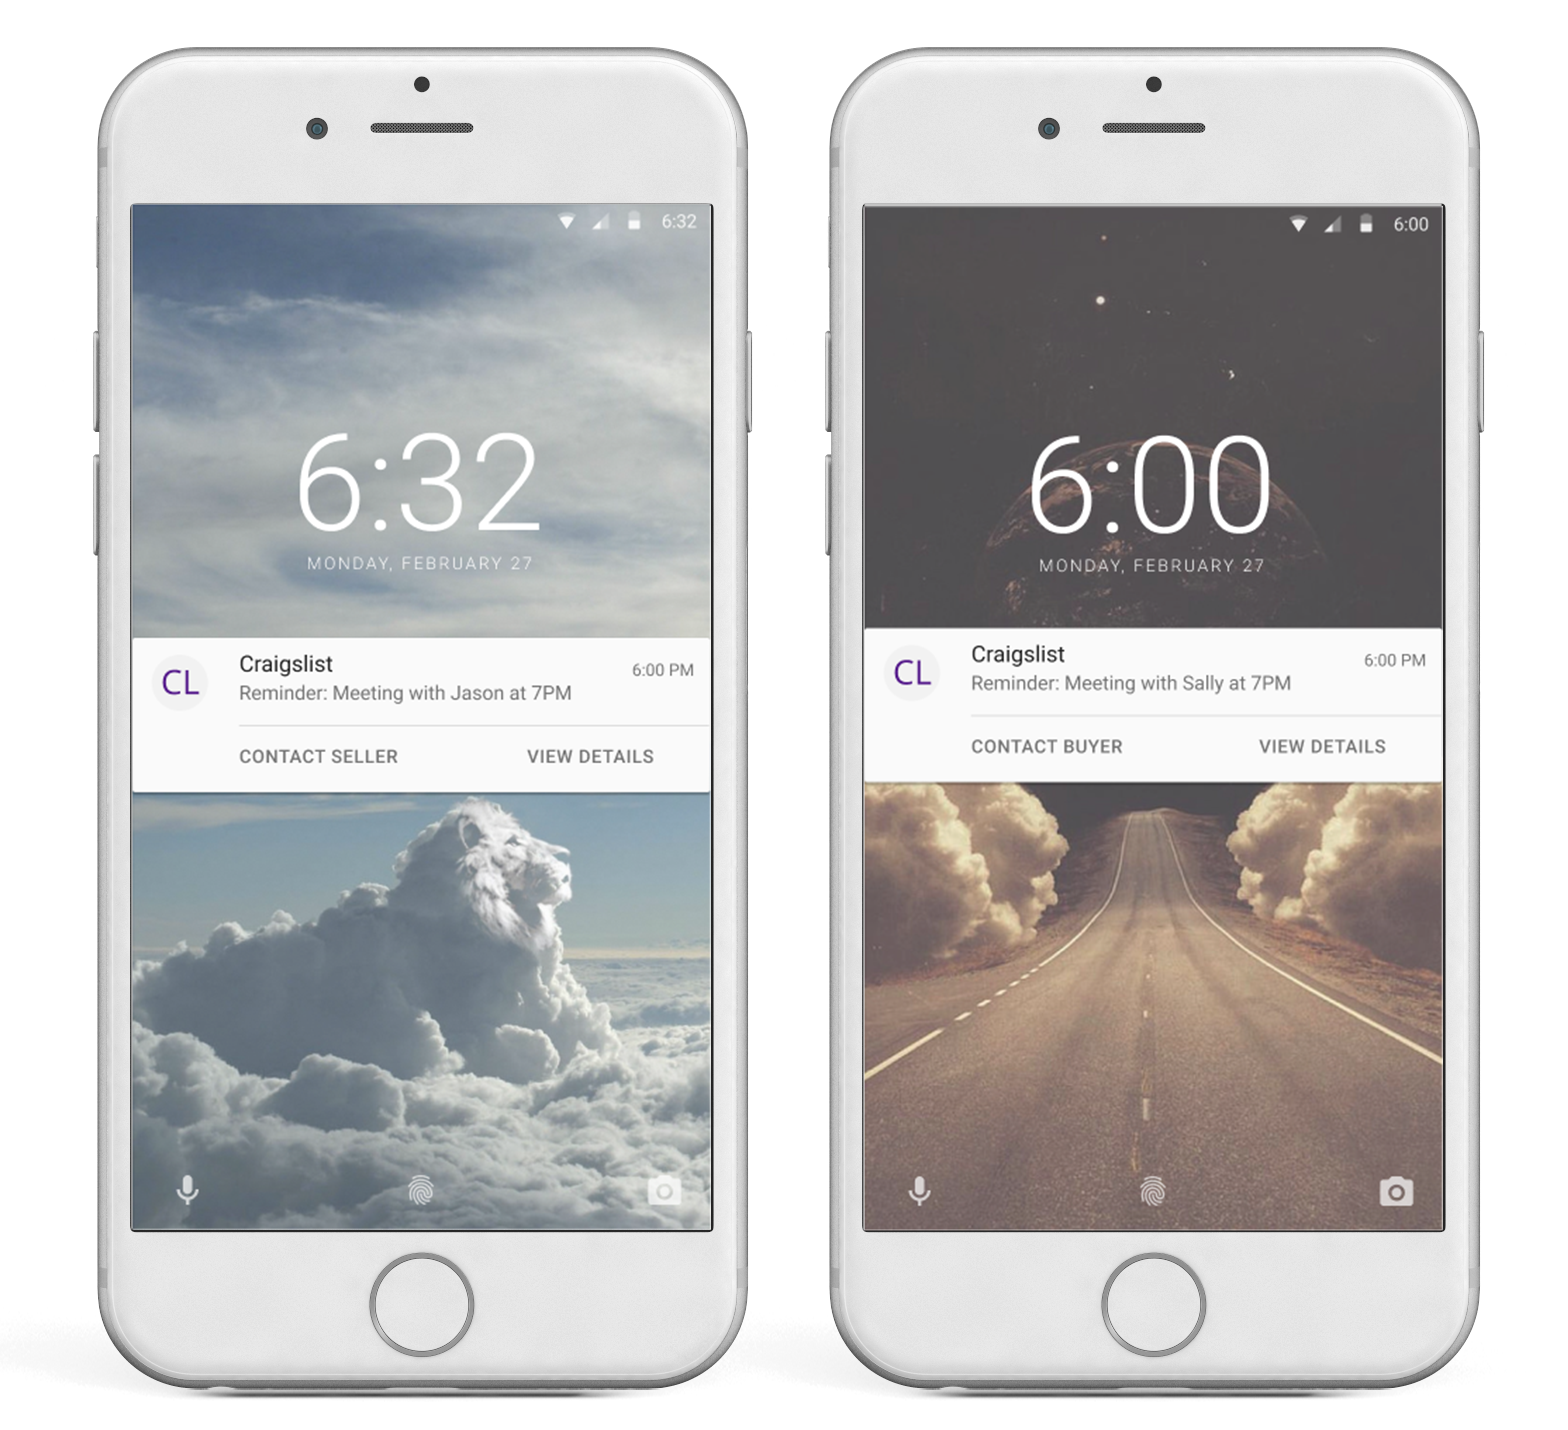 6:32
6:32
MONDAY, FEBRUARY 27
CL
Craigslist
6:00 PM
Reminder: Meeting with Jason at 7PM
CONTACT SELLER
VIEW DETAILS
6:00
6:00
MONDAY, FEBRUARY 27
CL
Craigslist
6:00 PM
Reminder: Meeting with Sally at 7PM
CONTACT BUYER
VIEW DETAILS